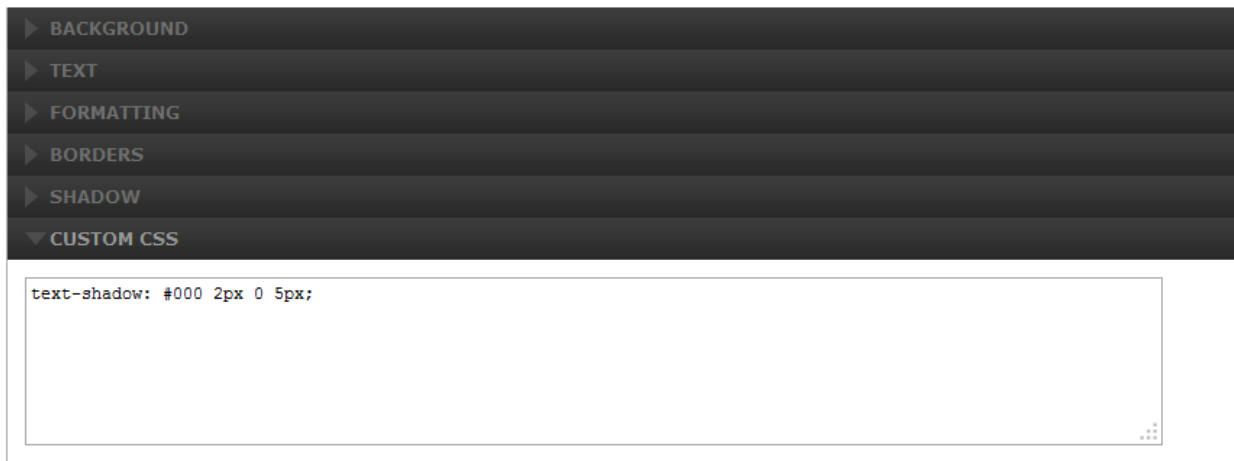 BACKGROUND
TEXT
FORMATTING
BORDERS
SHADOW
CUSTOM CSS
text-shadow: #000 2px 0 5px;